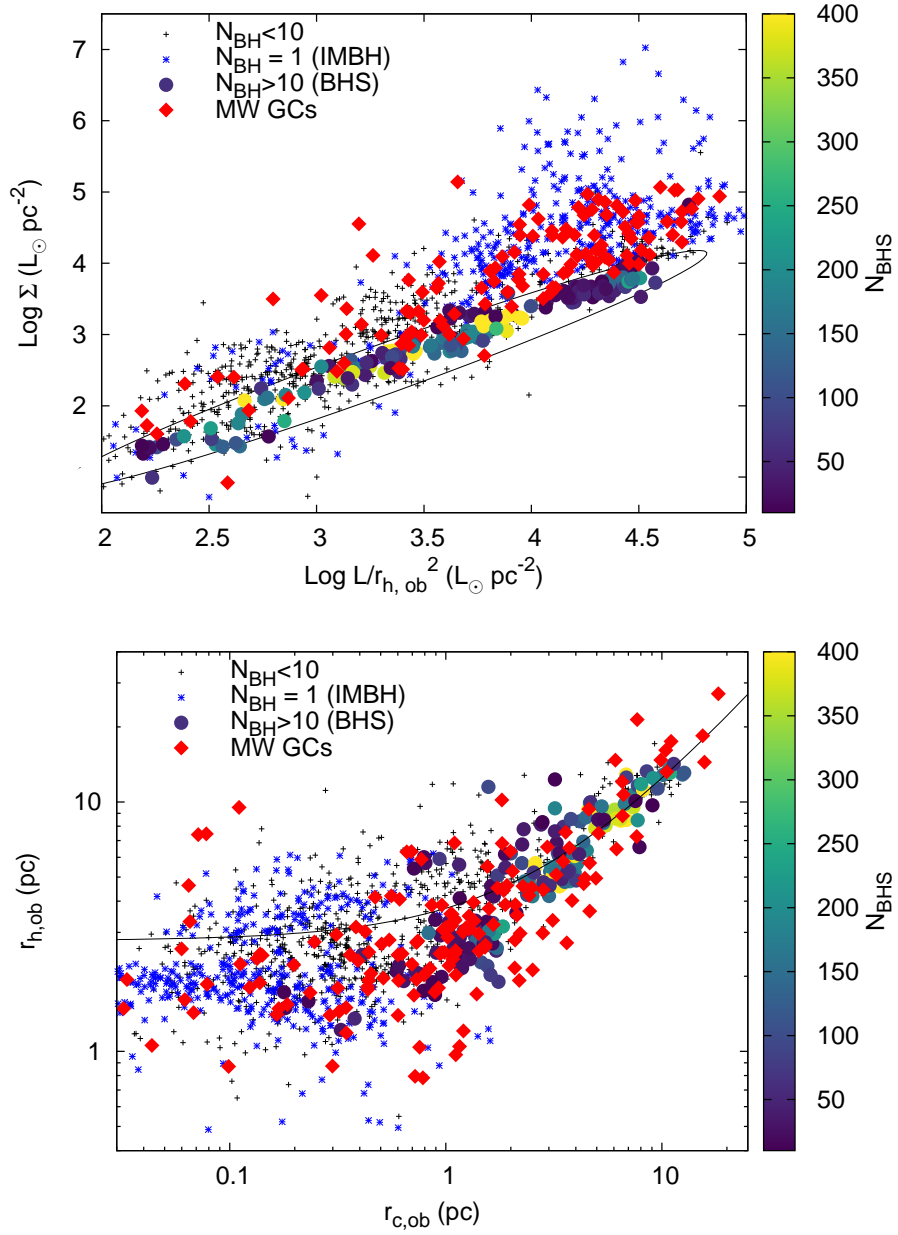 N_BH<10
N_BH = 1 (IMBH)
N_BH>10 (BHS)
MW GCs
7
6
5
4
3
2
Log Σ (L_☉ pc^-2)
2 2.5 3 3.5 4 4.5 5
Log L/r_h, ob^2 (L_☉ pc^-2)
400
350
300
250
200
150
100
50
N_BHS
N_BH<10
N_BH = 1 (IMBH)
N_BH>10 (BHS)
MW GCs
10
1
r_h,ob (pc)
0.1 1 10
r_c,ob (pc)
400
350
300
250
200
150
100
50
N_BHS